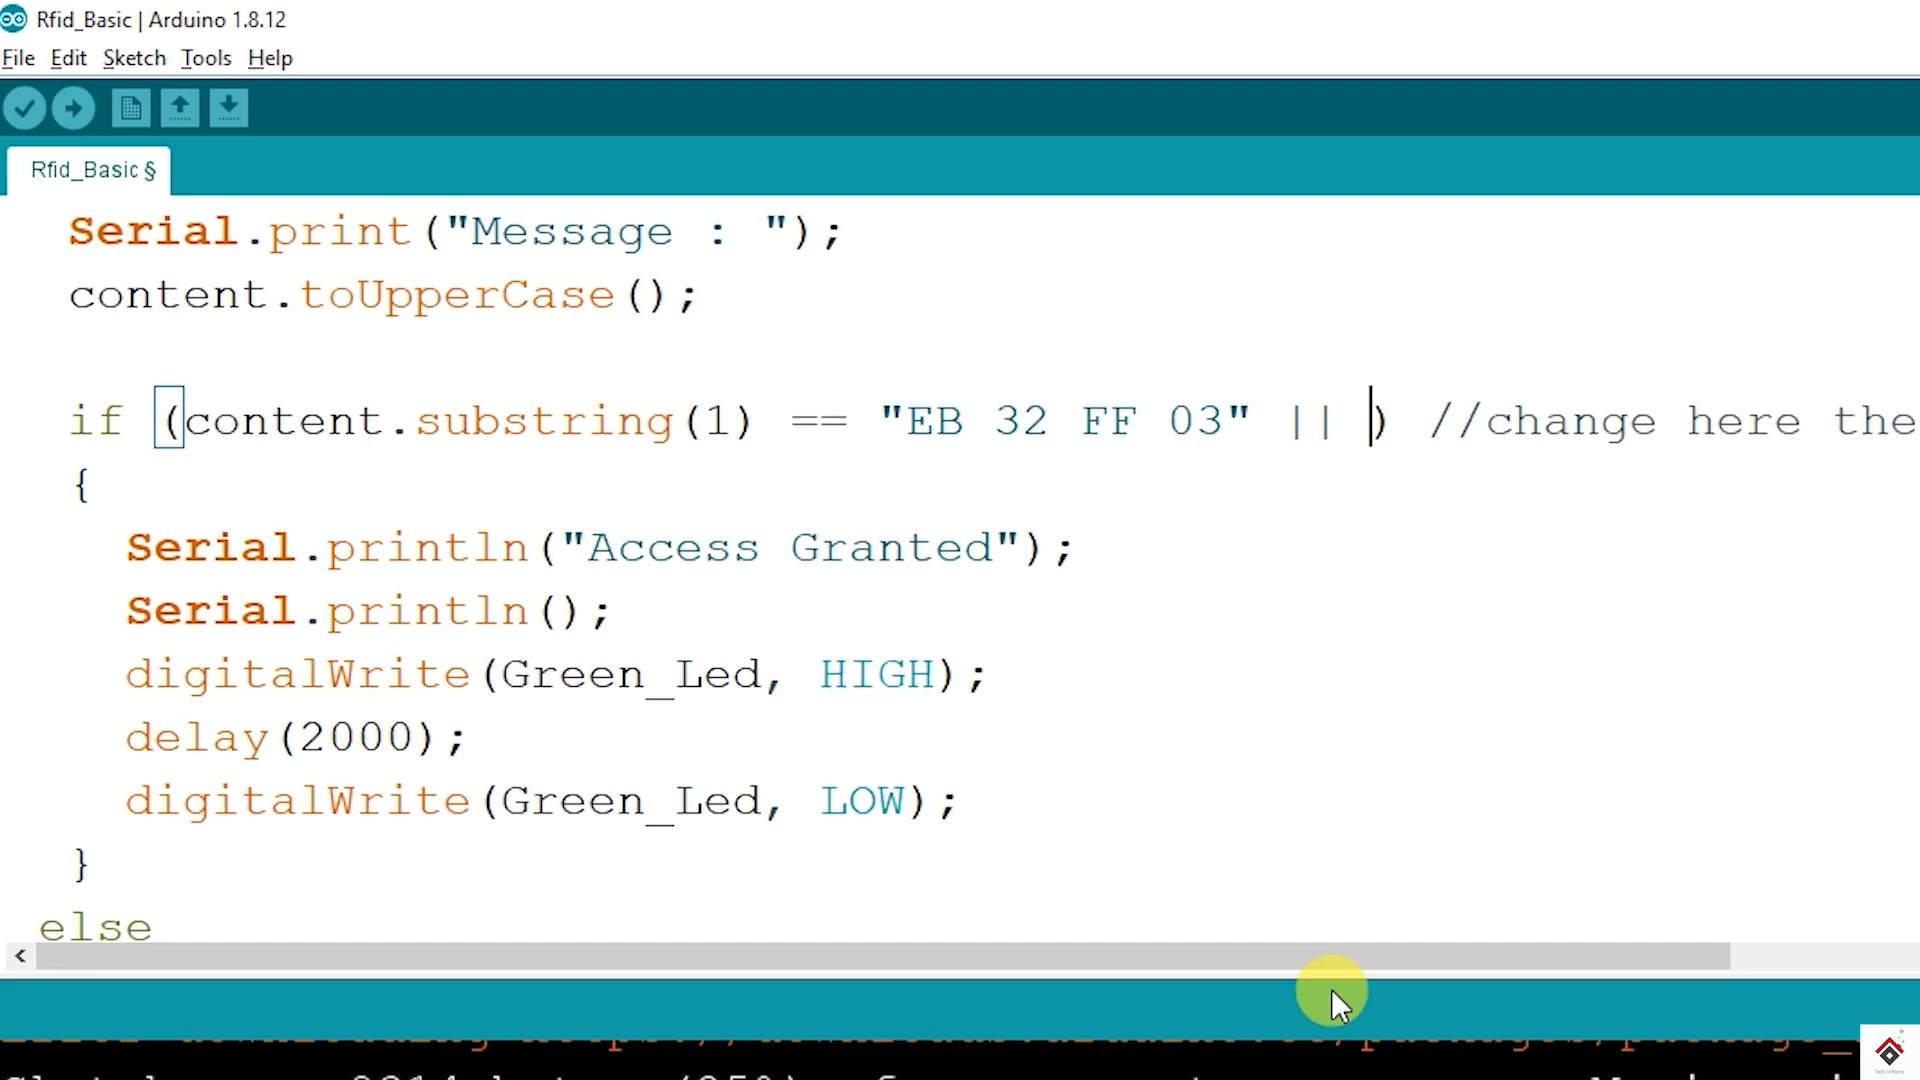 Rfid_Basic | Arduino 1.8.12
File Edit Sketch Tools Help
Rfid_Basic §
Serial.print("Message : ");
content.toUpperCase();
if (content.substring(1) == "EB 32 FF 03" || ) //change here the
{
Serial.println("Access Granted");
Serial.println();
digitalWrite(Green_Led, HIGH);
delay(2000);
digitalWrite(Green_Led, LOW);
}
else